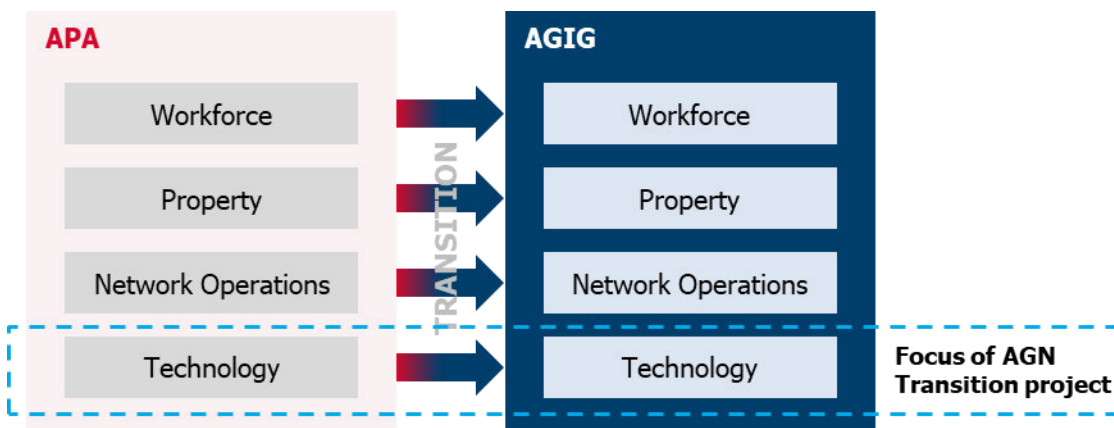 APA
AGIG
Workforce
Workforce
Property
Property
Network Operations
Network Operations
Technology
Technology
TRANSITION
Focus of AGN
Transition project